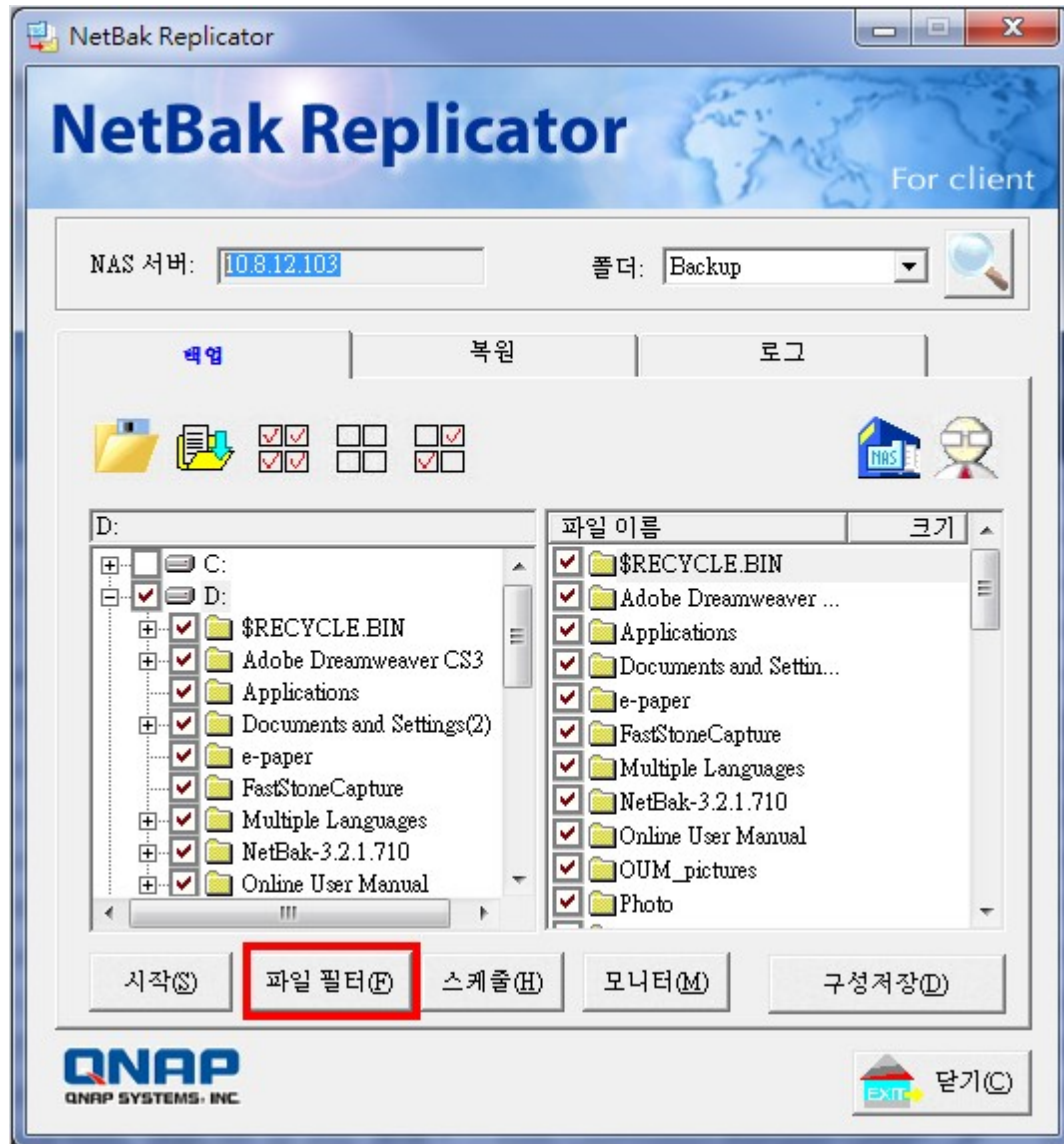 NetBak Replicator
NetBak Replicator
For client
NAS 서버: 10.8.12.103 폴더: Backup
백업 복원 로그
NAS
D:
C:
D:
$RECYCLE.BIN
Adobe Dreamweaver CS3
Applications
Documents and Settings(2)
e-paper
FastStoneCapture
Multiple Languages
NetBak-3.2.1.710
Online User Manual
파일 이름 크기
$RECYCLE.BIN
Adobe Dreamweaver ...
Applications
Documents and Settin...
e-paper
FastStoneCapture
Multiple Languages
NetBak-3.2.1.710
Online User Manual
OUM_pictures
Photo
시작(S) 파일 필터(F) 스케줄(H) 모니터(M) 구성저장(D)
QNAP
QNAP SYSTEMS, INC.
EXIT 닫기(C)